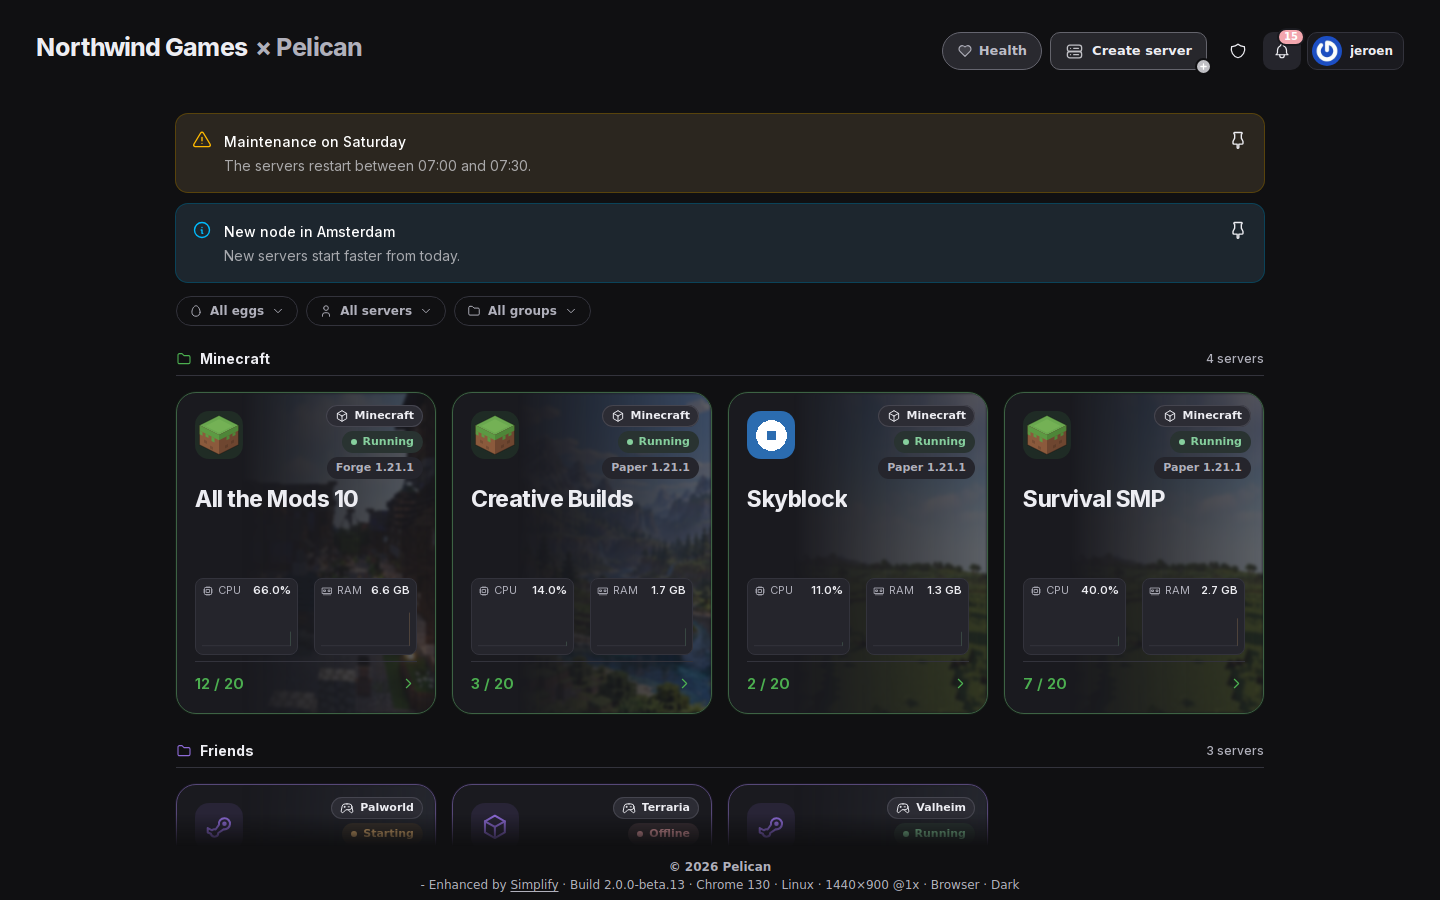 Northwind Games × Pelican
Health
Create server
15
jeroen
Maintenance on Saturday
The servers restart between 07:00 and 07:30.
New node in Amsterdam
New servers start faster from today.
All eggs
All servers
All groups
Minecraft
4 servers
Minecraft
Running
Forge 1.21.1
All the Mods 10
CPU 66.0%
RAM 6.6 GB
12 / 20
Minecraft
Running
Paper 1.21.1
Creative Builds
CPU 14.0%
RAM 1.7 GB
3 / 20
Minecraft
Running
Paper 1.21.1
Skyblock
CPU 11.0%
RAM 1.3 GB
2 / 20
Minecraft
Running
Paper 1.21.1
Survival SMP
CPU 40.0%
RAM 2.7 GB
7 / 20
Friends
3 servers
Palworld
Starting
Terraria
Offline
Valheim
Running
© 2026 Pelican
- Enhanced by Simplify · Build 2.0.0-beta.13 · Chrome 130 · Linux · 1440×900 @1x · Browser · Dark